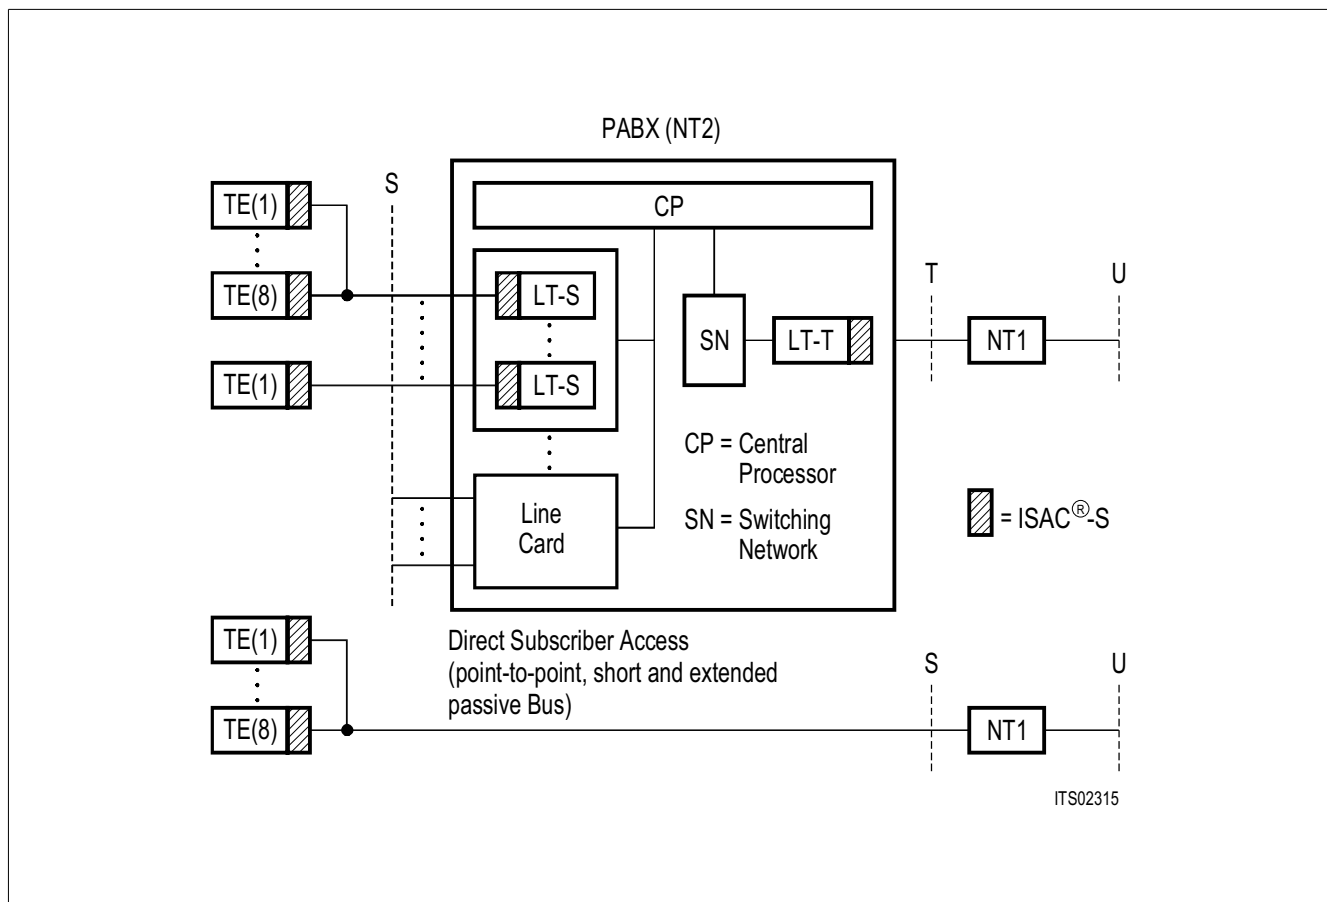 PABX (NT2)
S
TE(1)
CP
TE(8)
LT-S
T
U
SN
LT-T
NT1
TE(1)
LT-S
CP = Central
Processor
SN = Switching
Network
Line
Card
= ISAC®-S
TE(1)
Direct Subscriber Access
(point-to-point, short and extended
passive Bus)
S
U
TE(8)
NT1
ITS02315